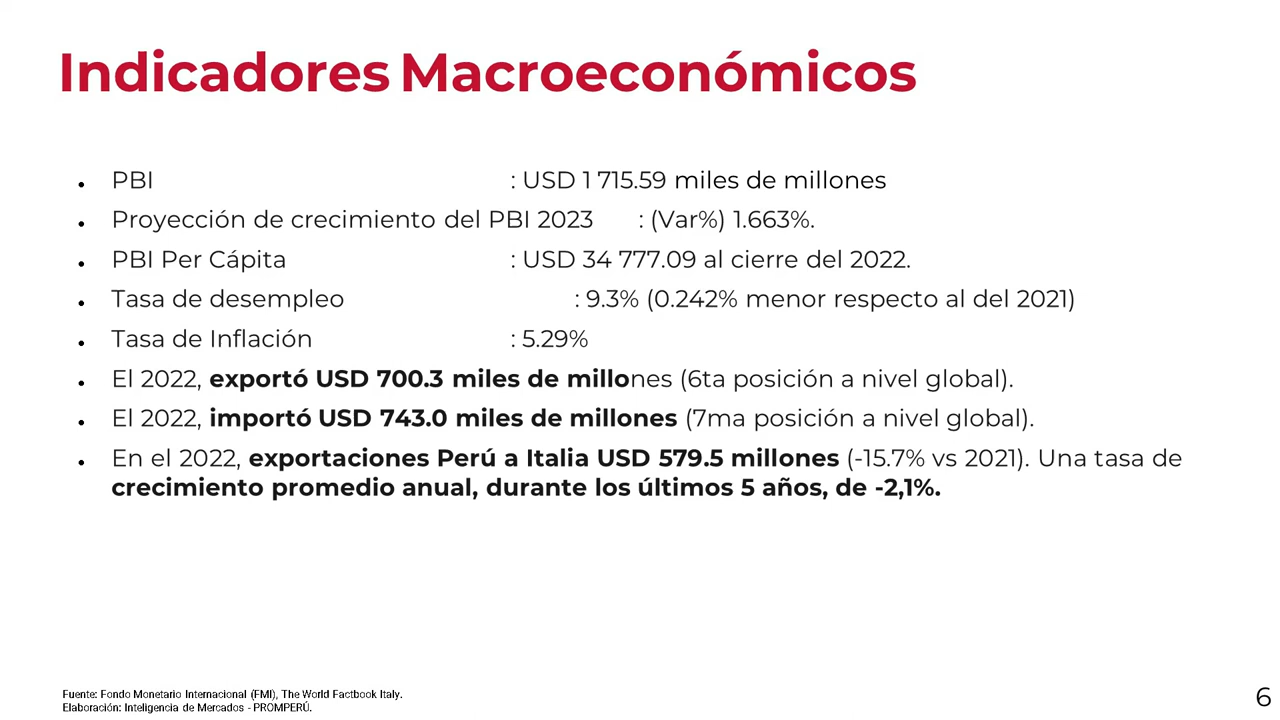 Indicadores Macroeconómicos
• PBI : USD 1 715.59 miles de millones
• Proyección de crecimiento del PBI 2023 : (Var%) 1.663%.
• PBI Per Cápita : USD 34 777.09 al cierre del 2022.
• Tasa de desempleo : 9.3% (0.242% menor respecto al del 2021)
• Tasa de Inflación : 5.29%
• El 2022, exportó USD 700.3 miles de millones (6ta posición a nivel global).
• El 2022, importó USD 743.0 miles de millones (7ma posición a nivel global).
• En el 2022, exportaciones Perú a Italia USD 579.5 millones (-15.7% vs 2021). Una tasa de
crecimiento promedio anual, durante los últimos 5 años, de -2,1%.
Fuente: Fondo Monetario Internacional (FMI), The World Factbook Italy.
Elaboración: Inteligencia de Mercados - PROMPERÚ.
6